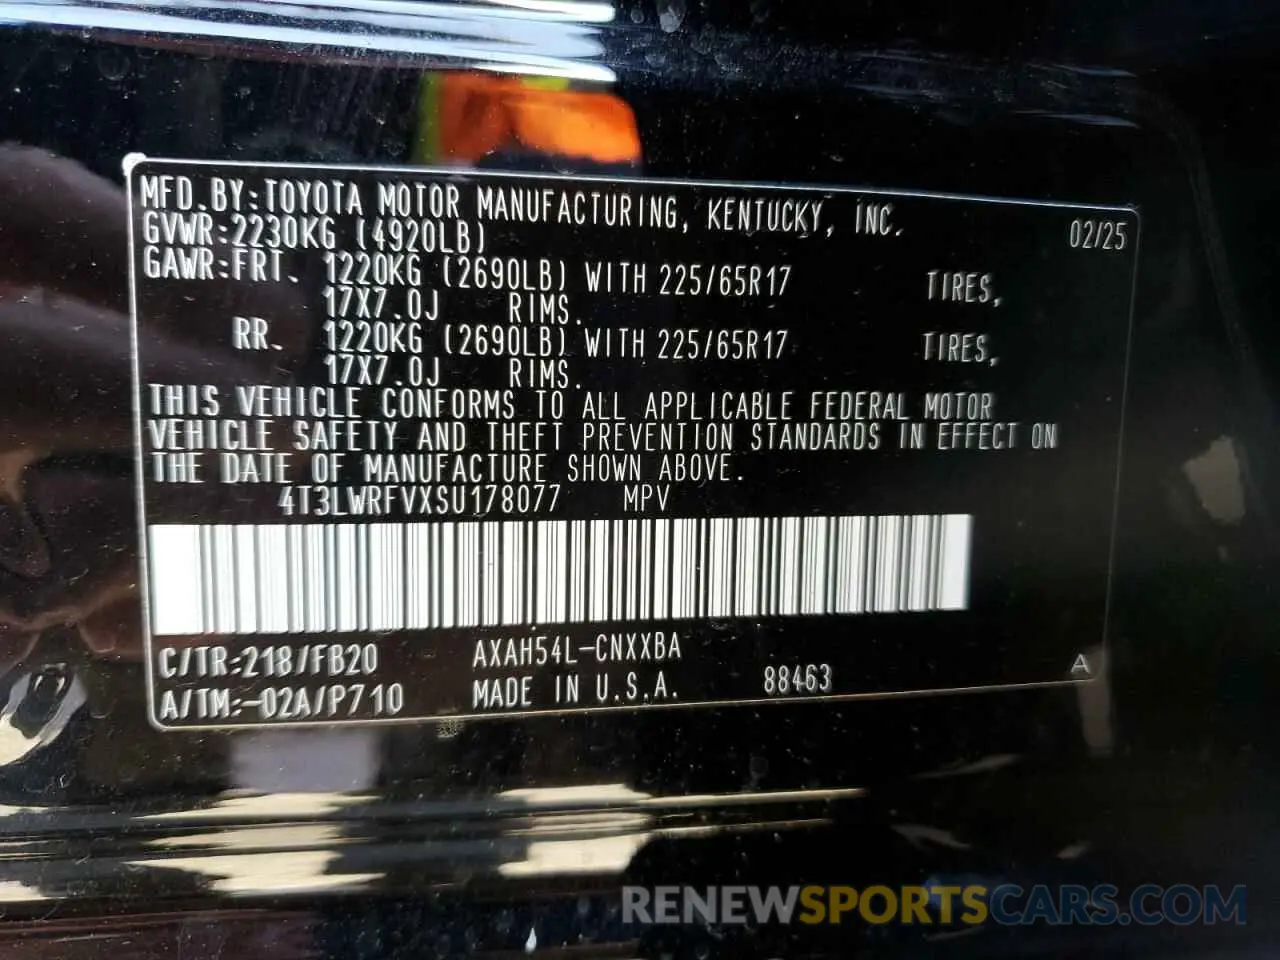 MFD.BY:TOYOTA MOTOR MANUFACTURING, KENTUCKY, INC. 02/25
GVWR:2230KG (4920LB)
GAWR:FRT. 1220KG (2690LB) WITH 225/65R17 TIRES,
17X7.0J RIMS.
RR. 1220KG (2690LB) WITH 225/65R17 TIRES,
17X7.0J RIMS.
THIS VEHICLE CONFORMS TO ALL APPLICABLE FEDERAL MOTOR
VEHICLE SAFETY AND THEFT PREVENTION STANDARDS IN EFFECT ON
THE DATE OF MANUFACTURE SHOWN ABOVE.
4T3LWRFVXSU178077 MPV
C/TR:218/FB20 AXAH54L-CNXXBA
A/TM:-02A/P710 MADE IN U.S.A. 88463 A
RENEWSPORTSCARS.COM